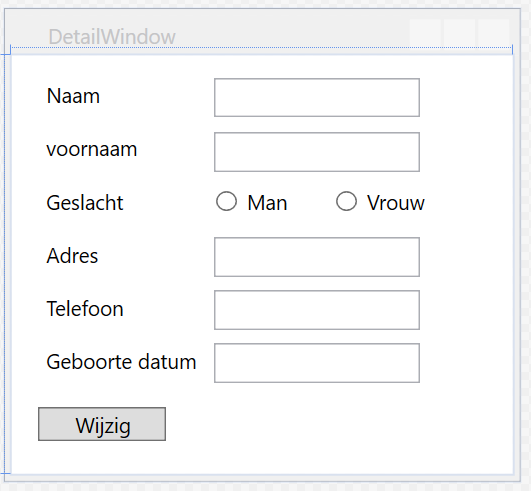 DetailWindow
Naam
voornaam
Geslacht Man Vrouw
Adres
Telefoon
Geboorte datum
Wijzig